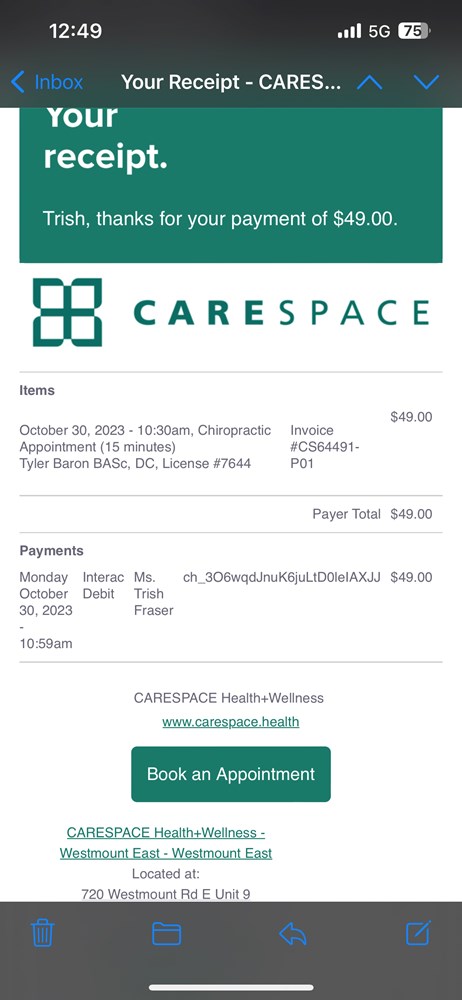 12:49
5G 75
Inbox
Your Receipt - CARES...
Your
receipt.
Trish, thanks for your payment of $49.00.
CARESPACE
Items
October 30, 2023 - 10:30am, Chiropractic
Appointment (15 minutes)
Tyler Baron BASc, DC, License #7644
Invoice
#CS64491-
P01
$49.00
Payer Total $49.00
Payments
Monday
October
30, 2023
-
10:59am
Interac
Debit
Ms.
Trish
Fraser
ch_3O6wqdJnuK6juLtD0leIAXJJ
$49.00
CARESPACE Health+Wellness
www.carespace.health
Book an Appointment
CARESPACE Health+Wellness -
Westmount East - Westmount East
Located at:
720 Westmount Rd E Unit 9